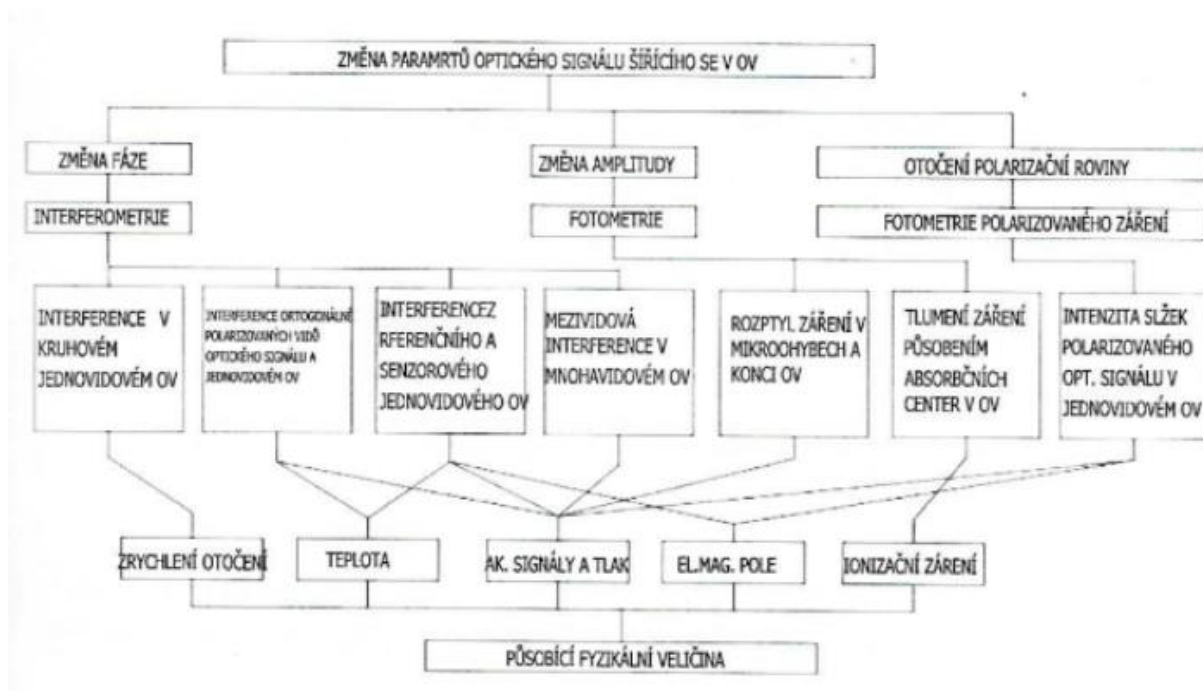 ZMĚNA PARAMRTŮ OPTICKÉHO SIGNÁLU ŠÍŘÍCÍHO SE V OV
ZMĚNA FÁZE
ZMĚNA AMPLITUDY
OTOČENÍ POLARIZAČNÍ ROVINY
INTERFEROMETRIE
FOTOMETRIE
FOTOMETRIE POLARIZOVANÉHO ZÁŘENÍ
INTERFERENCE V
KRUHOVÉM
JEDNOVIDOVÉM OV
INTERFERENCE ORTOGONÁLNĚ
POLARIZOVANÝCH VIDŮ
OPTICKÉHO SIGNÁLU A
JEDNOVIDOVÉM OV
INTERFERENCEZ
RFERENČNÍHO A
SENZOROVÉHO
JEDNOVIDOVÉHO OV
MEZIVIDOVÁ
INTERFERENCE V
MNOHAVIDOVÉM OV
ROZPTYL ZÁŘENÍ V
MIKROOHYBECH A
KONCI OV
TLUMENÍ ZÁŘENÍ
PŮSOBENÍM
ABSORBČNÍCH
CENTER V OV
INTENZITA SLŽEK
POLARIZOVANÉHO
OPT. SIGNÁLU V
JEDNOVIDOVÉM OV
ZRYCHLENÍ OTOČENÍ
TEPLOTA
AK. SIGNÁLY A TLAK
EL.MAG. POLE
IONIZAČNÍ ZÁRENÍ
PŮSOBÍCÍ FYZIKÁLNÍ VELIČINA